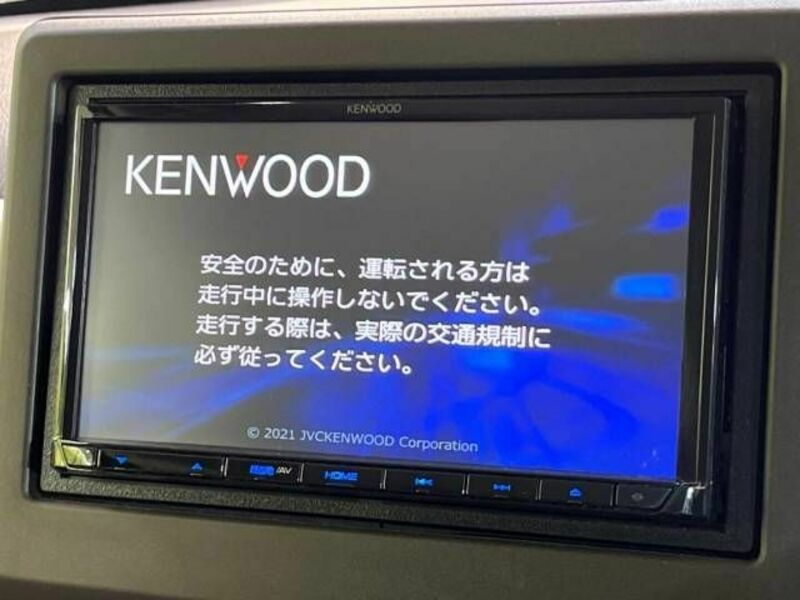 KENWOOD
KENWOOD
安全のために、運転される方は
走行中に操作しないでください。
走行する際は、実際の交通規制に
必ず従ってください。
© 2021 JVCKENWOOD Corporation
/AV
HOME